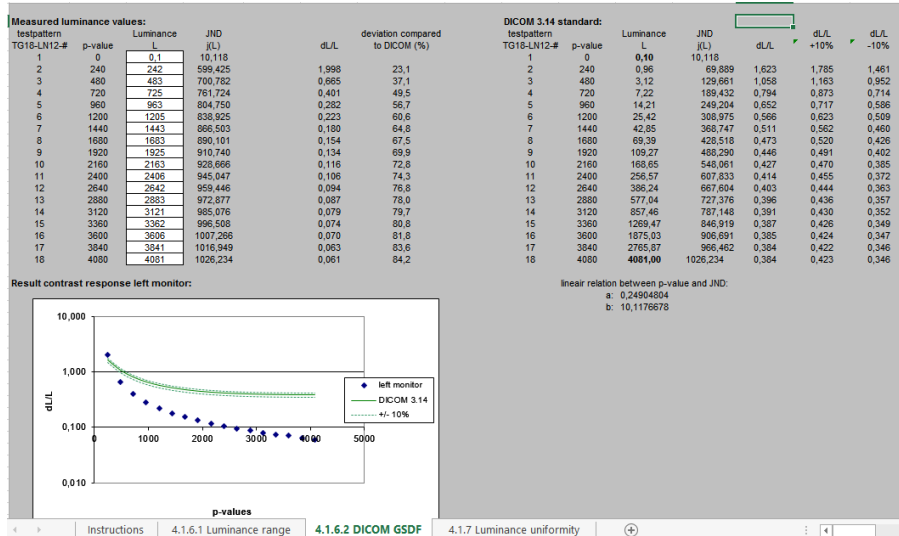 Measured luminance values: DICOM 3.14 standard:
testpattern Luminance JND deviation compared testpattern Luminance JND dL/L dL/L
TG18-LN12-# p-value L j(L) dL/L to DICOM (%) TG18-LN12-# p-value L j(L) dL/L +10% -10%
1 0 0,1 10,118 1 0 0,10 10,118
2 240 242 599,425 1,998 23,1 2 240 0,96 69,889 1,623 1,785 1,461
3 480 483 700,782 0,665 37,1 3 480 3,12 129,661 1,058 1,163 0,952
4 720 725 761,724 0,401 49,5 4 720 7,22 189,432 0,794 0,873 0,714
5 960 963 804,750 0,282 56,7 5 960 14,21 249,204 0,652 0,717 0,586
6 1200 1205 838,925 0,223 60,6 6 1200 25,42 308,975 0,566 0,623 0,509
7 1440 1443 866,503 0,180 64,8 7 1440 42,85 368,747 0,511 0,562 0,460
8 1680 1683 890,101 0,154 67,5 8 1680 69,39 428,518 0,473 0,520 0,426
9 1920 1925 910,740 0,134 69,9 9 1920 109,27 488,290 0,446 0,491 0,402
10 2160 2163 928,666 0,116 72,8 10 2160 168,65 548,061 0,427 0,470 0,385
11 2400 2406 945,047 0,106 74,3 11 2400 256,57 607,833 0,414 0,455 0,372
12 2640 2642 959,446 0,094 76,8 12 2640 386,24 667,604 0,403 0,444 0,363
13 2880 2883 972,877 0,087 78,0 13 2880 577,04 727,376 0,396 0,436 0,357
14 3120 3121 985,076 0,079 79,7 14 3120 857,46 787,148 0,391 0,430 0,352
15 3360 3362 996,508 0,074 80,8 15 3360 1269,47 846,919 0,387 0,426 0,349
16 3600 3606 1007,266 0,070 81,8 16 3600 1875,03 906,691 0,385 0,424 0,347
17 3840 3841 1016,949 0,063 83,6 17 3840 2765,87 966,462 0,384 0,422 0,346
18 4080 4081 1026,234 0,061 84,2 18 4080 4081,00 1026,234 0,384 0,423 0,346
Result contrast response left monitor: lineair relation between p-value and JND:
a: 0,24904804
b: 10,1176678
10,000
1,000
0,100
0,010
dL/L
0 1000 2000 3000 4000 5000
p-values
left monitor
DICOM 3.14
+/- 10%
Instructions 4.1.6.1 Luminance range 4.1.6.2 DICOM GSDF 4.1.7 Luminance uniformity